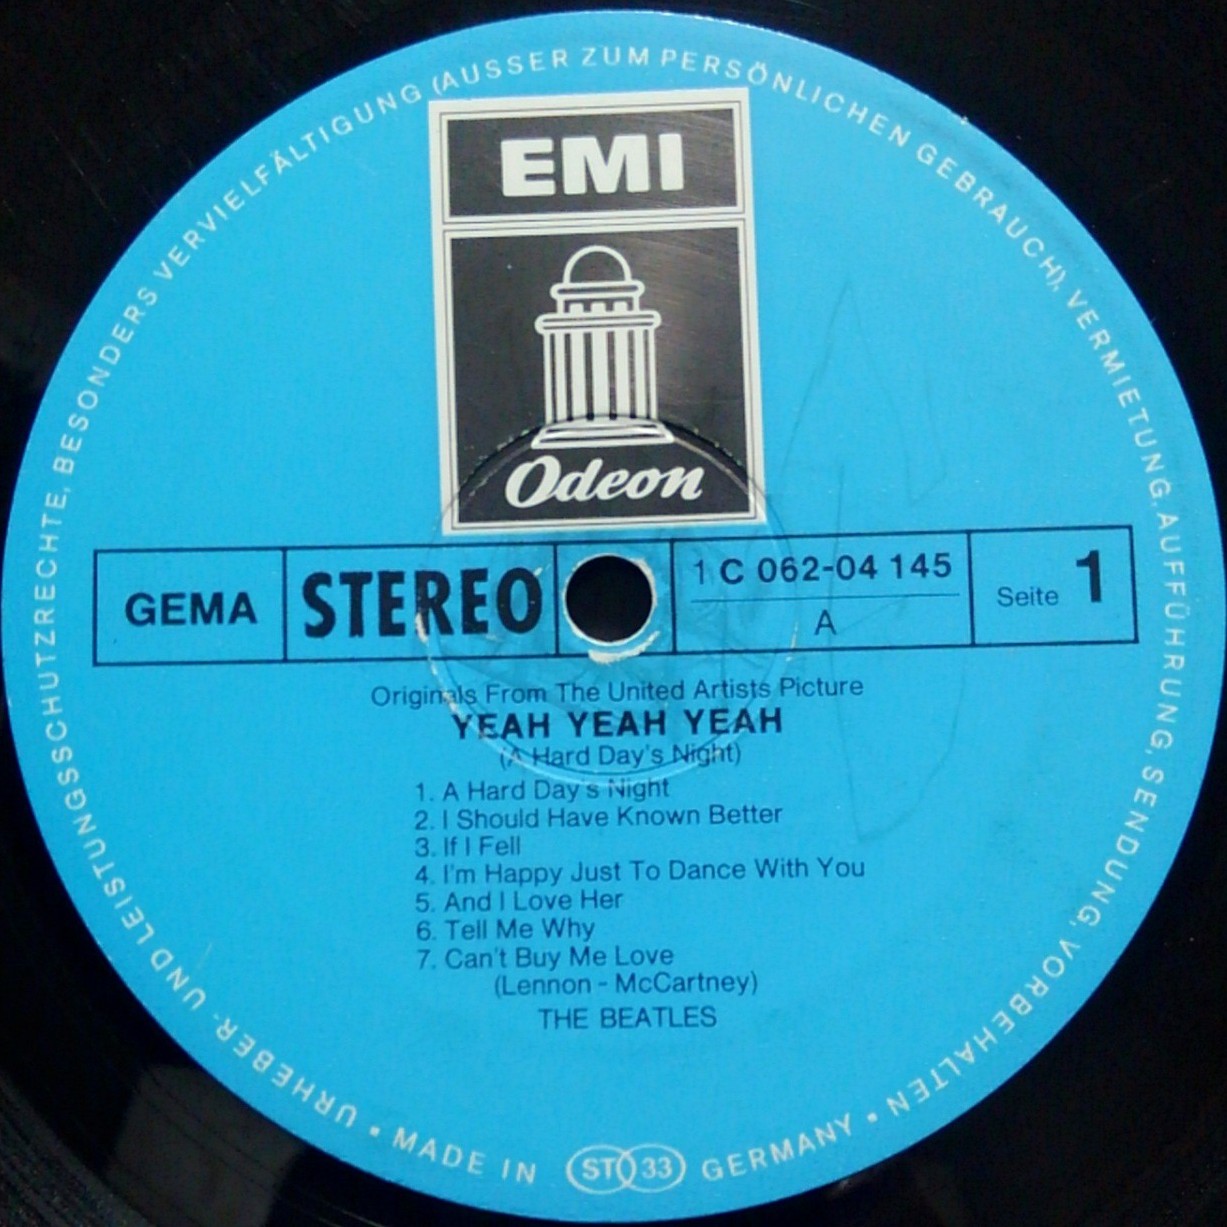 EMI
Odeon
GEMA
STEREO
1 C 062-04 145
A
Seite 1
Originals From The United Artists Picture
YEAH YEAH YEAH
(A Hard Day's Night)
1. A Hard Day's Night
2. I Should Have Known Better
3. If I Fell
4. I'm Happy Just To Dance With You
5. And I Love Her
6. Tell Me Why
7. Can't Buy Me Love
(Lennon - McCartney)
THE BEATLES
URHEBER- UND LEISTUNGSSCHUTZRECHTE, BESONDERS VERVIELFÄLTIGUNG (AUSSER ZUM PERSÖNLICHEN GEBRAUCH), VERMIETUNG, AUFFÜHRUNG, SENDUNG, VORBEHALTEN •
• MADE IN ST 33 GERMANY